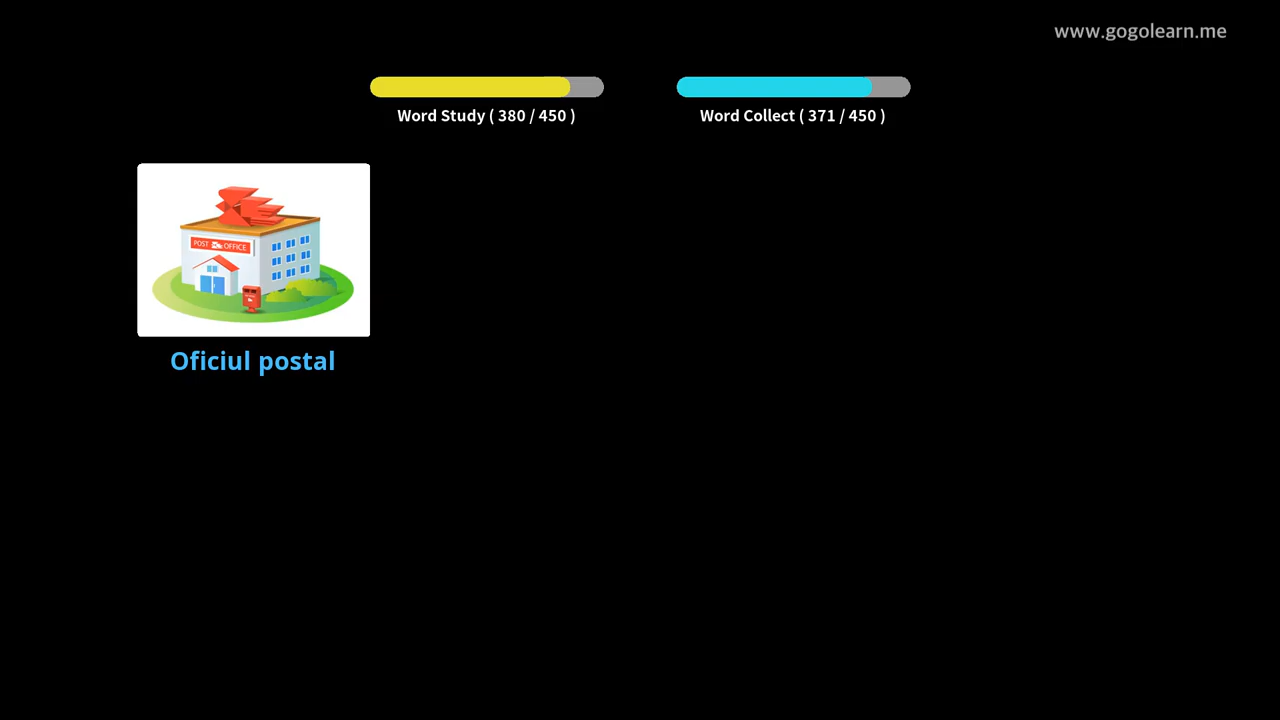 www.gogolearn.me
Word Study ( 380 / 450 )
Word Collect ( 371 / 450 )
POST OFFICE
Oficiul postal